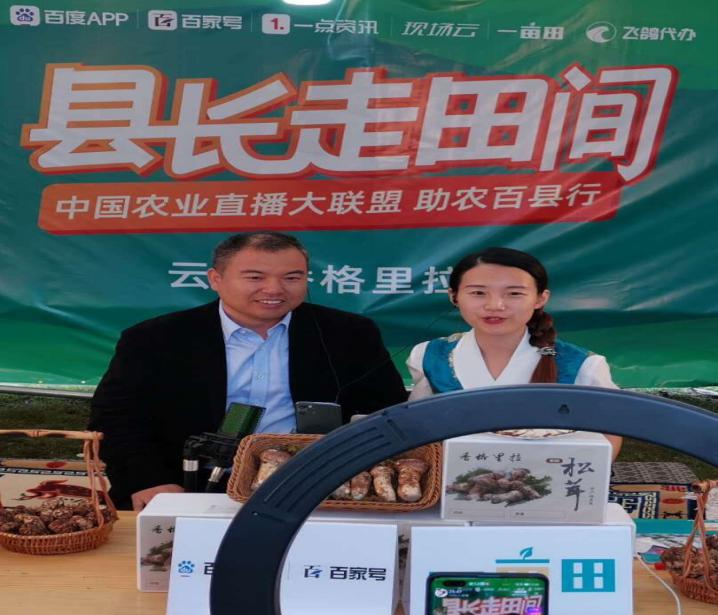 百度APP 百家号 1. 一点资讯 现场云 一亩田 飞鸽代办
县长走田间
中国农业直播大联盟 助农百县行
云 格里拉
香格里拉
松茸
百家号
田
县长走田间